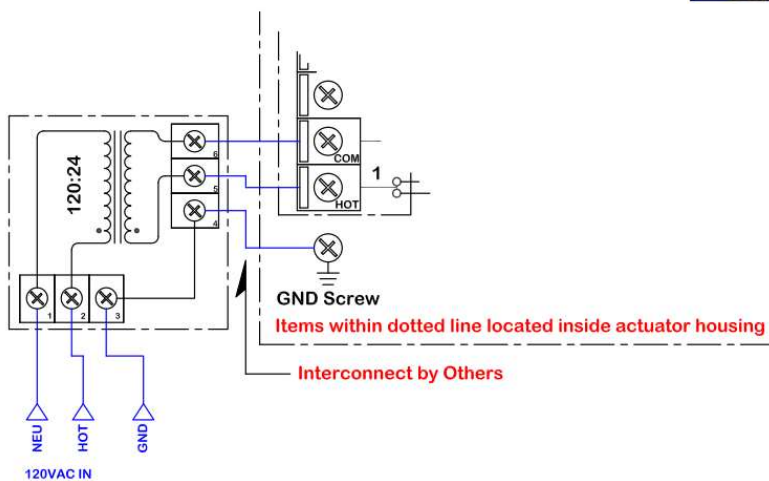 120:24
6
5
4
1
2
3
NEU
HOT
GND
120VAC IN
COM
HOT
1
GND Screw
Items within dotted line located inside actuator housing
Interconnect by Others